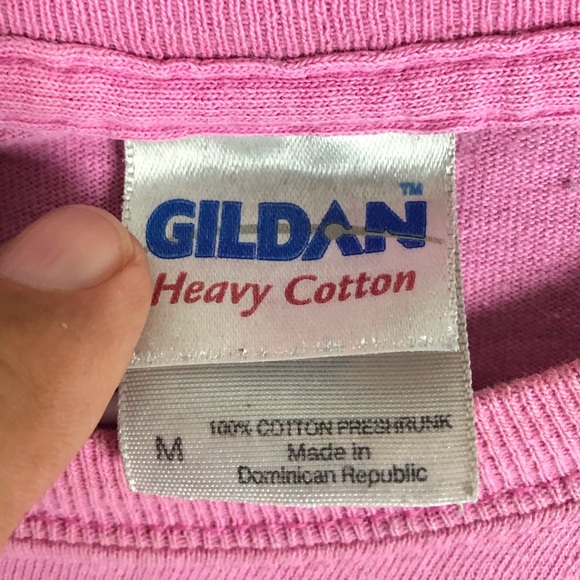 GILDAN™
Heavy Cotton
M
100% COTTON PRESHRUNK
Made in
Dominican Republic